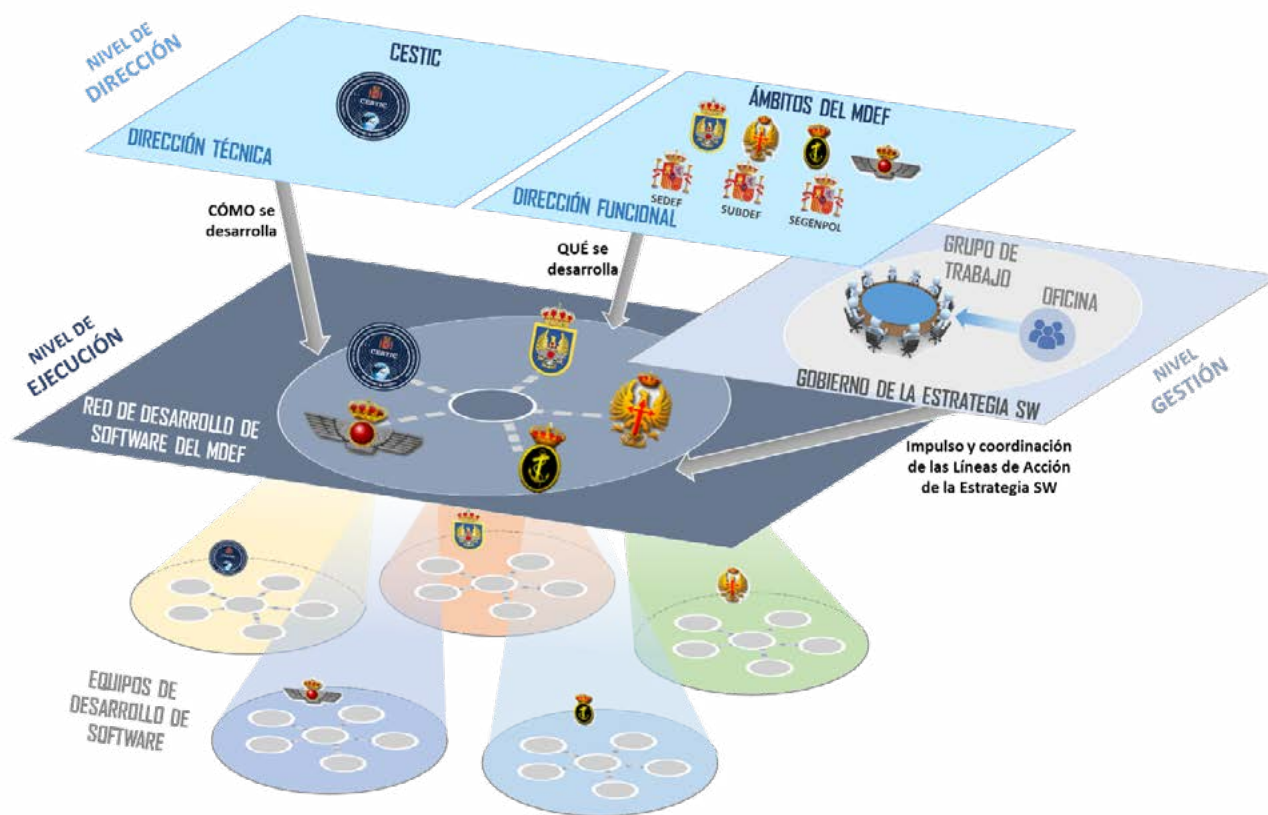 NIVEL DE
DIRECCIÓN
CESTIC
CESTIC
DIRECCIÓN TÉCNICA
ÁMBITOS DEL MDEF
SEDEF
SUBDEF
SEGENPOL
DIRECCIÓN FUNCIONAL
CÓMO se
desarrolla
QUÉ se
desarrolla
GRUPO DE
TRABAJO
OFICINA
GOBIERNO DE LA ESTRATEGIA SW
NIVEL
GESTIÓN
NIVEL DE
EJECUCIÓN
CESTIC
RED DE DESARROLLO DE
SOFTWARE DEL MDEF
Impulso y coordinación
de las Líneas de Acción
de la Estrategia SW
EQUIPOS DE
DESARROLLO DE
SOFTWARE